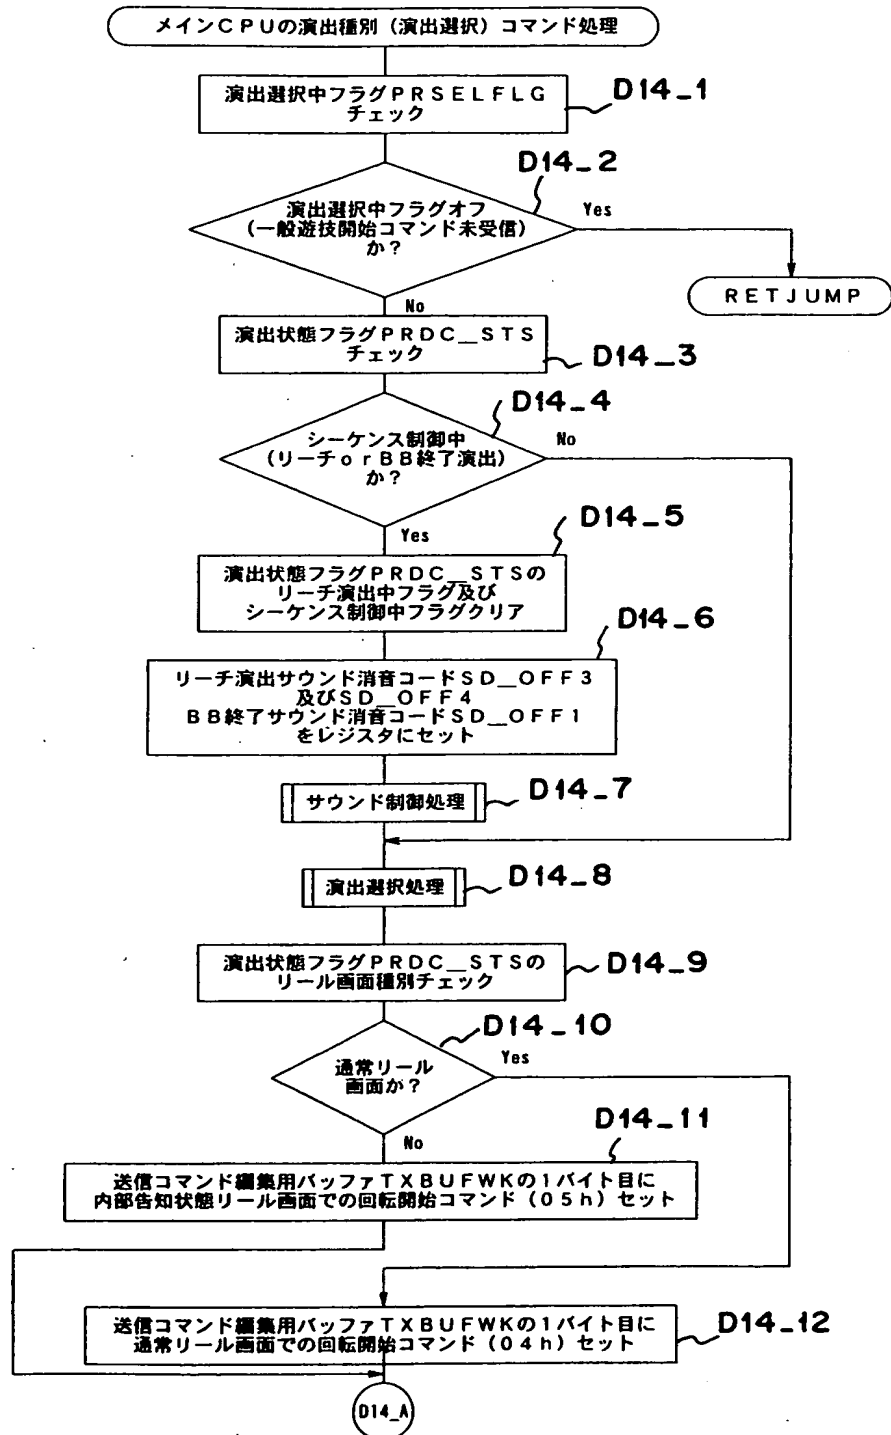 メインCPUの演出種別(演出選択)コマンド処理
演出選択中フラグPRSELFLG
チェック
D14_1
D14_2
演出選択中フラグオフ
(一般遊技開始コマンド未受信)
か?
Yes
RETJUMP
No
演出状態フラグPRDC__STS
チェック
D14_3
D14_4
シーケンス制御中
(リーチorBB終了演出)
か?
No
Yes
D14_5
演出状態フラグPRDC__STSの
リーチ演出中フラグ及び
シーケンス制御中フラグクリア
D14_6
リーチ演出サウンド消音コードSD__OFF3
及びSD__OFF4
BB終了サウンド消音コードSD__OFF1
をレジスタにセット
サウンド制御処理
D14_7
演出選択処理
D14_8
演出状態フラグPRDC__STSの
リール画面種別チェック
D14_9
D14_10
通常リール
画面か?
Yes
No
D14_11
送信コマンド編集用バッファTXBUFWKの1バイト目に
内部告知状態リール画面での回転開始コマンド(05h)セット
送信コマンド編集用バッファTXBUFWKの1バイト目に
通常リール画面での回転開始コマンド(04h)セット
D14_12
D14_A